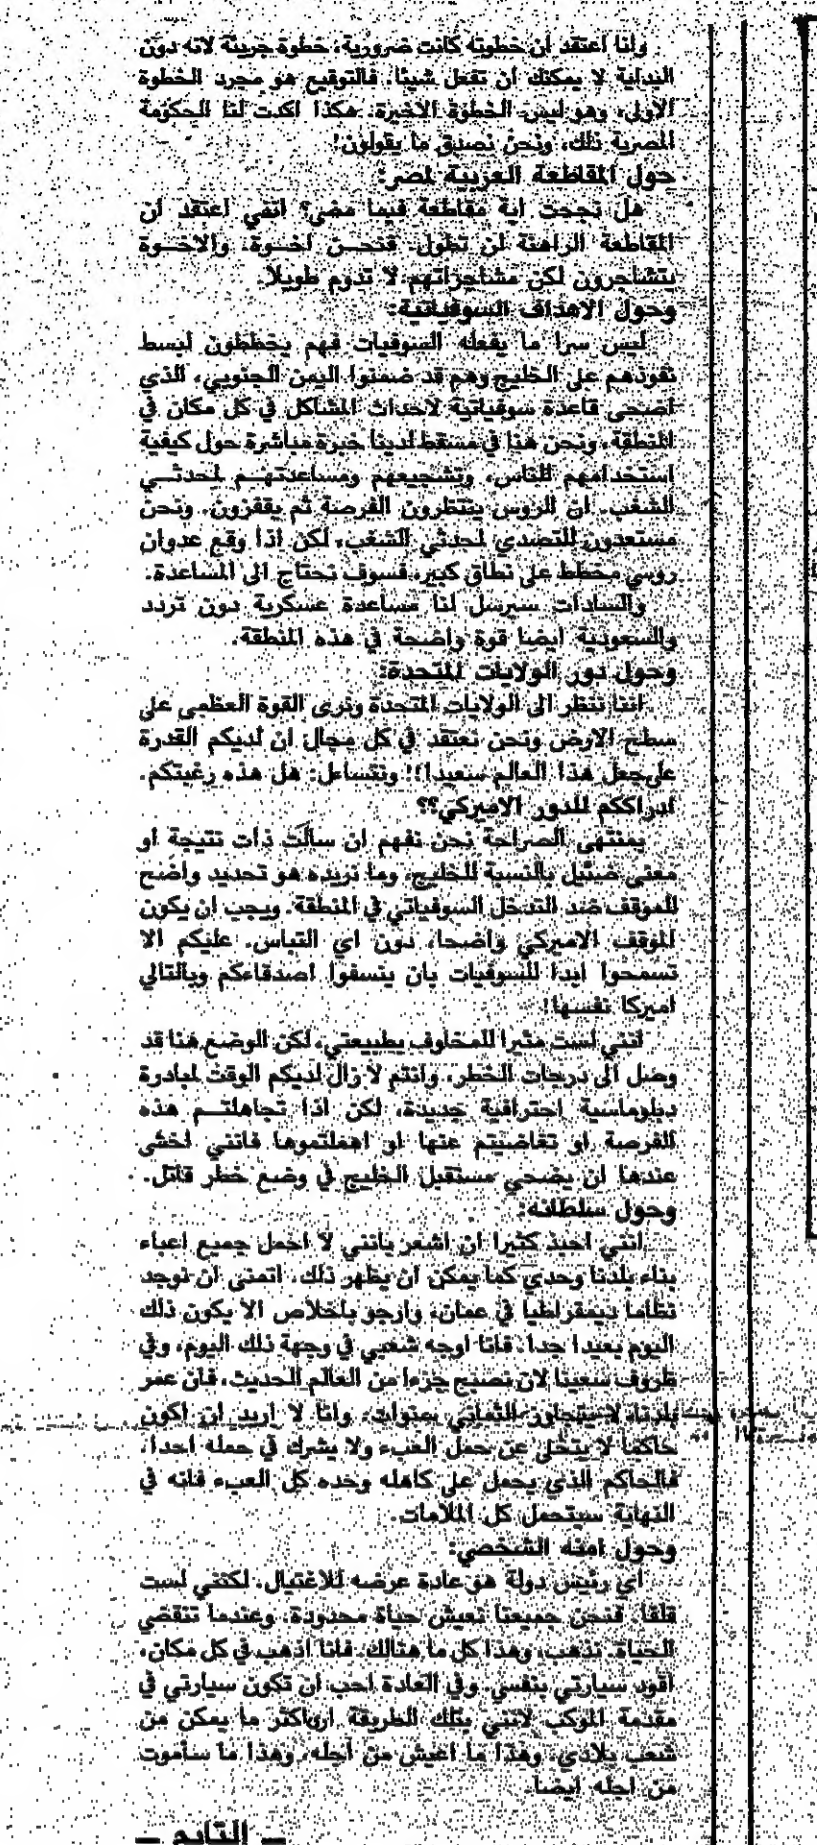 وانا اعتقد ان خطوته كانت ضرورية، خطوة جريئة لانه دون
البداية لا يمكنك ان تفعل شيئا. فالتوقيع هو مجرد الخطوة
الاولى، وهو ليس الخطوة الاخيرة. هكذا اكدت لنا الحكومة
المصرية ذلك، ونحن نصدق ما يقولون!
حول المقاطعة العربية لمصر:
هل نجحت اية مقاطعة فيما مضى؟ انني اعتقد ان
المقاطعة الراهنة لن تطول. فنحن اخوة، والاخوة
يتشاجرون لكن مشاجراتهم لا تدوم طويلا.
وحول الاهداف السوفياتية:
ليس سرا ما يفعله السوفيات فهم يخططون لبسط
نفوذهم على الخليج وهم قد ضمنوا اليمن الجنوبي، الذي
اضحى قاعدة سوفياتية لاحداث المشاكل في كل مكان في
المنطقة، ونحن هنا في مسقط لدينا خبرة مباشرة حول كيفية
استخدامهم للناس، وتشجيعهم ومساعدتهم لمحدثي
الشغب. ان الروس ينتظرون الفرصة ثم يقفزون. ونحن
مستعدون للتصدي لمحدثي الشغب، لكن اذا وقع عدوان
روسي مخطط على نطاق كبير، فسوف نحتاج الى المساعدة.
والسادات سيرسل لنا مساعدة عسكرية دون تردد
والسعودية ايضا قوة واضحة في هذه المنطقة.
وحول دور الولايات المتحدة:
اننا ننظر الى الولايات المتحدة ونرى القوة العظمى على
سطح الارض ونحن نعتقد في كل مجال ان لديكم القدرة
على جعل هذا العالم سعيدا!! ونتساءل: هل هذه رغبتكم.
ادراككم للدور الاميركي؟؟
بمنتهى الصراحة نحن نفهم ان سالت ذات نتيجة او
معنى ضئيل بالنسبة للخليج، وما نريده هو تحديد واضح
للموقف ضد التدخل السوفياتي في المنطقة. ويجب ان يكون
الموقف الاميركي واضحا، دون اي التباس. عليكم الا
تسمحوا ابدا للسوفيات بان ينسفوا اصدقاءكم وبالتالي
اميركا نفسها!
انني لست مثيرا للمخاوف بطبيعتي، لكن الوضع هنا قد
وصل الى درجات الخطر، وانتم لا زال لديكم الوقت لمبادرة
دبلوماسية احترافية جديدة، لكن اذا تجاهلتم هذه
الفرصة او تغاضيتم عنها او اهملتموها فانني اخشى
عندها ان يضحي مستقبل الخليج في وضع خطر قاتل.
وحول سلطاته:
انني احبذ كثيرا ان اشعر بانني لا احمل جميع اعباء
بناء بلدنا وحدي كما يمكن ان يظهر ذلك. اتمنى ان نوجد
نظاما ديمقراطيا في عمان، وارجو باخلاص الا يكون ذلك
اليوم بعيدا جدا. فانا اوجه شعبي في وجهة ذلك اليوم، وفي
ظروف سعينا لان نصبح جزءا من العالم الحديث، فان عمر
بلدنا لا يتجاوز الثماني سنوات، وانا لا اريد ان اكون
حاكما لا يتخلى عن حمل العبء ولا يشرك في حمله احدا،
فالحاكم الذي يحمل على كاهله وحده كل العبء فانه في
النهاية سيتحمل كل الملامات.
وحول امنه الشخصي:
اي رئيس دولة هو عادة عرضه للاغتيال، لكنني لست
قلقا. فنحن جميعنا نعيش حياة محدودة، وعندما تنقضي
الحياة، نذهب، وهذا كل ما هنالك. فانا اذهب في كل مكان،
اقود سيارتي بنفسي. وفي العادة احب ان تكون سيارتي في
مقدمة الموكب لانني بتلك الطريقة ارى اكثر ما يمكن من
شعب بلادي، وهذا ما اعيش من اجله، وهذا ما ساموت
من اجله ايضا.
— التابع —